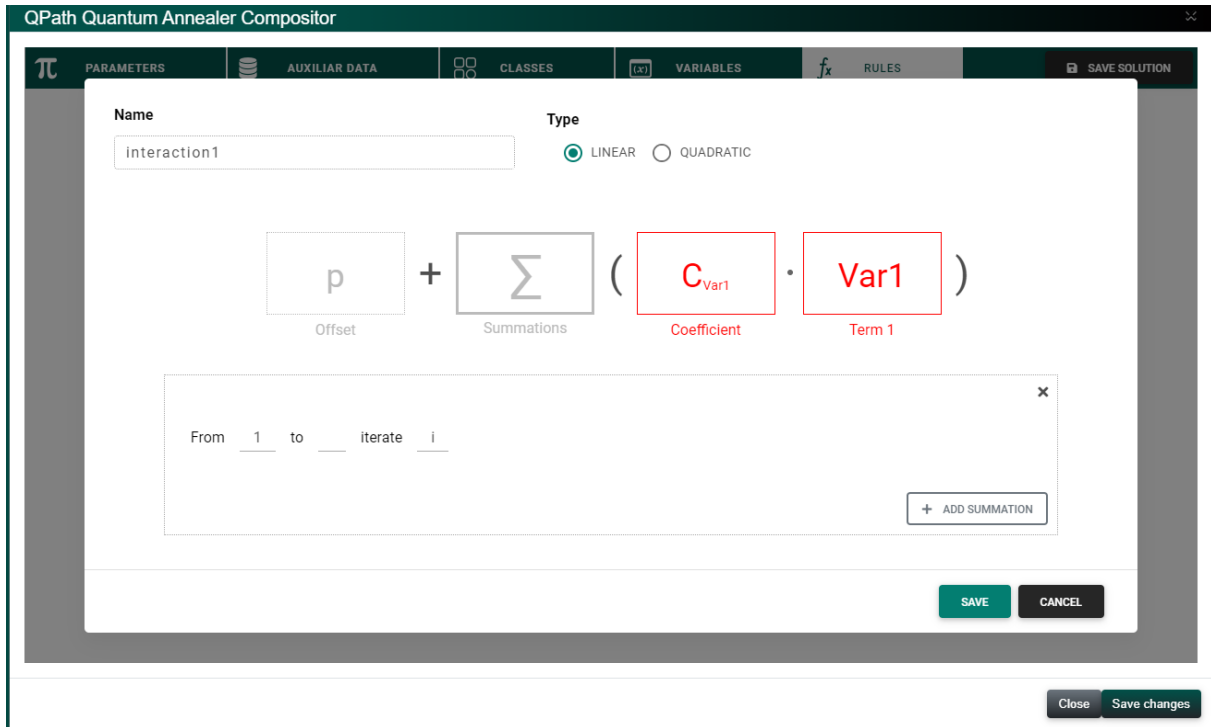 QPath Quantum Annealer Compositor
π PARAMETERS AUXILIAR DATA CLASSES (x) VARIABLES fx RULES SAVE SOLUTION
Name Type
interaction1 LINEAR QUADRATIC
p + Σ ( CVar1 · Var1 )
Offset Summations Coefficient Term 1
From 1 to iterate i
+ ADD SUMMATION
SAVE CANCEL
Close Save changes